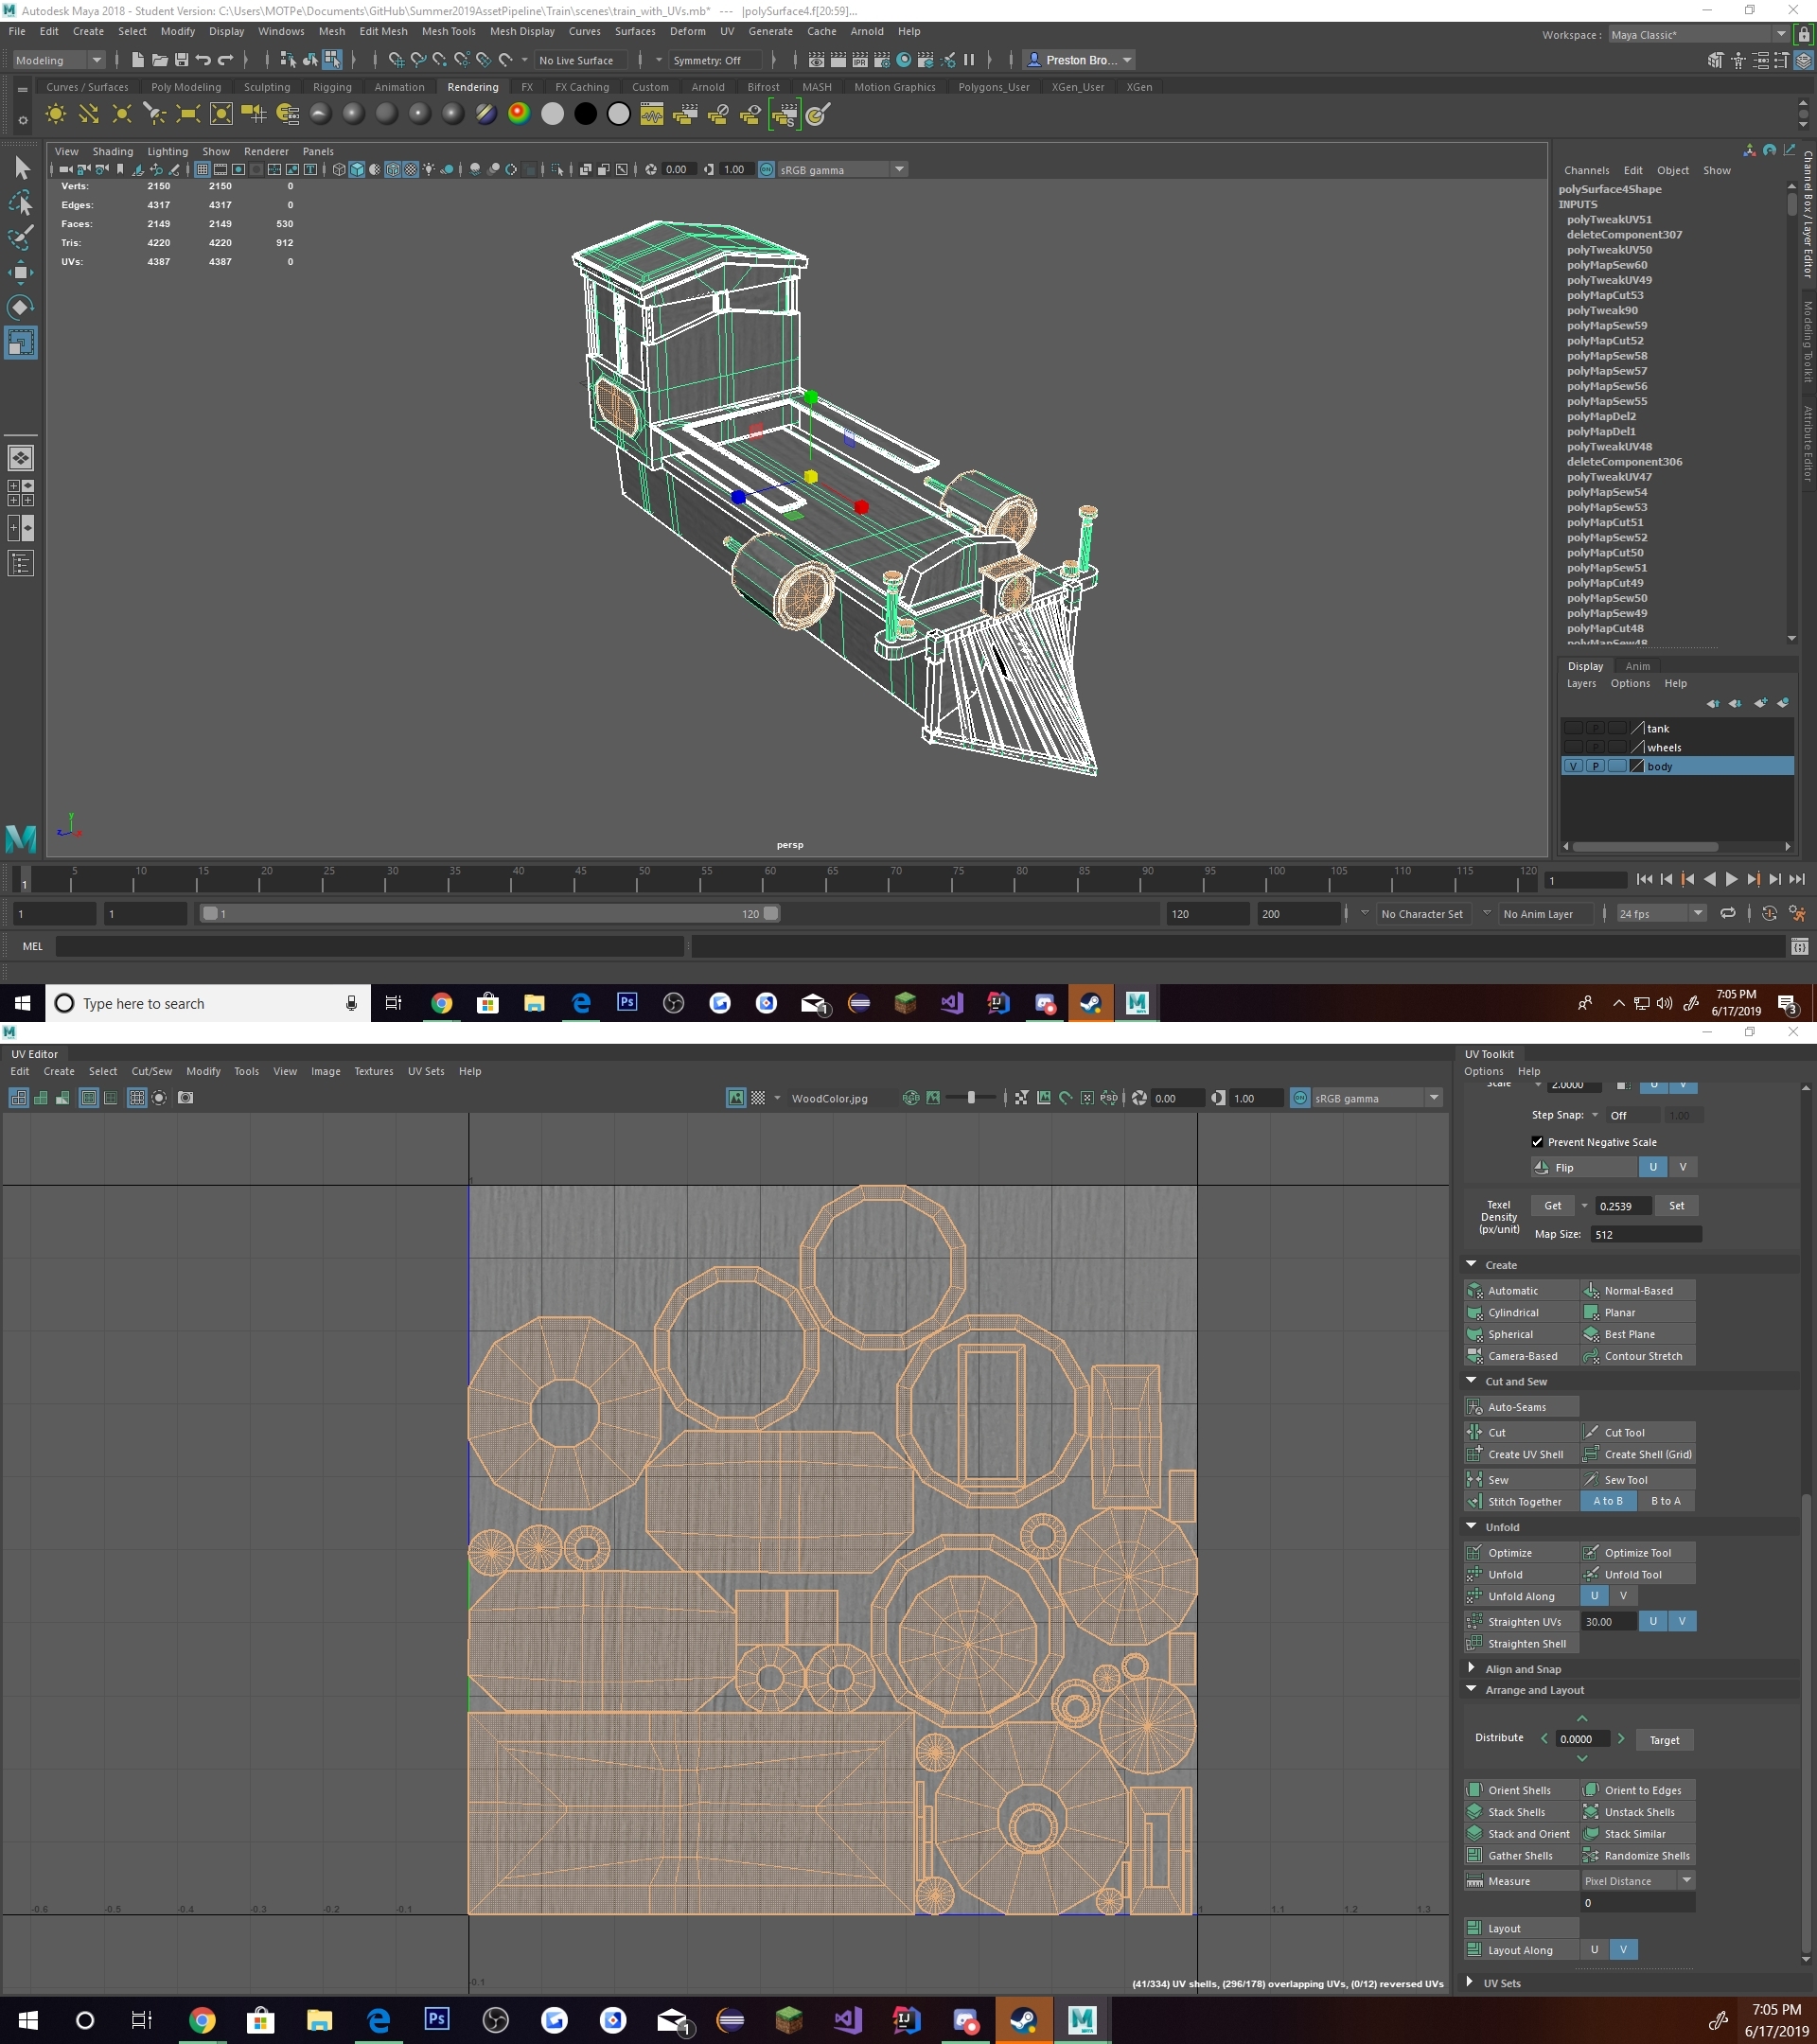 Autodesk Maya 2018 - Student Version: C:\Users\MOTPe\Documents\GitHub\Summer2019AssetPipeline\Train\scenes\train_with_UVs.mb* --- |polySurface4.f[20:59]...
File Edit Create Select Modify Display Windows Mesh Edit Mesh Mesh Tools Mesh Display Curves Surfaces Deform UV Generate Cache Arnold Help
Workspace : Maya Classic*
Modeling No Live Surface Symmetry: Off Preston Bro...
Curves / Surfaces Poly Modeling Sculpting Rigging Animation Rendering FX FX Caching Custom Arnold Bifrost MASH Motion Graphics Polygons_User XGen_User XGen
View Shading Lighting Show Renderer Panels
0.00 1.00 sRGB gamma
Verts: 2150 2150 0
Edges: 4317 4317 0
Faces: 2149 2149 530
Tris: 4220 4220 912
UVs: 4387 4387 0
persp
Channels Edit Object Show
polySurface4Shape
INPUTS
polyTweakUV51
deleteComponent307
polyTweakUV50
polyMapSew60
polyTweakUV49
polyMapCut53
polyTweak90
polyMapSew59
polyMapCut52
polyMapSew58
polyMapSew57
polyMapSew56
polyMapSew55
polyMapDel2
polyMapDel1
polyTweakUV48
deleteComponent306
polyTweakUV47
polyMapSew54
polyMapSew53
polyMapCut51
polyMapSew52
polyMapCut50
polyMapSew51
polyMapCut49
polyMapSew50
polyMapSew49
polyMapCut48
polyMapSew48
Channel Box / Layer Editor
Modeling Toolkit
Attribute Editor
Display Anim
Layers Options Help
P tank
P wheels
V P body
1 5 10 15 20 25 30 35 40 45 50 55 60 65 70 75 80 85 90 95 100 105 110 115 120 1
1 1 1 120 120 200 No Character Set No Anim Layer 24 fps
MEL
Type here to search
7:05 PM
6/17/2019
UV Editor
Edit Create Select Cut/Sew Modify Tools View Image Textures UV Sets Help
WoodColor.jpg 0.00 1.00 sRGB gamma
-0.6 -0.5 -0.4 -0.3 -0.2 -0.1 1 1.1 1.2 1.3
-0.1
(41/334) UV shells, (296/178) overlapping UVs, (0/12) reversed UVs
UV Toolkit
Options Help
Scale 2.0000 U V
Step Snap: Off 1.00
Prevent Negative Scale
Flip U V
Texel Density (px/unit) Get 0.2539 Set
Map Size: 512
Create
Automatic Normal-Based
Cylindrical Planar
Spherical Best Plane
Camera-Based Contour Stretch
Cut and Sew
Auto-Seams
Cut Cut Tool
Create UV Shell Create Shell (Grid)
Sew Sew Tool
Stitch Together A to B B to A
Unfold
Optimize Optimize Tool
Unfold Unfold Tool
Unfold Along U V
Straighten UVs 30.00 U V
Straighten Shell
Align and Snap
Arrange and Layout
Distribute 0.0000 Target
Orient Shells Orient to Edges
Stack Shells Unstack Shells
Stack and Orient Stack Similar
Gather Shells Randomize Shells
Measure Pixel Distance
0
Layout
Layout Along U V
UV Sets
7:05 PM
6/17/2019